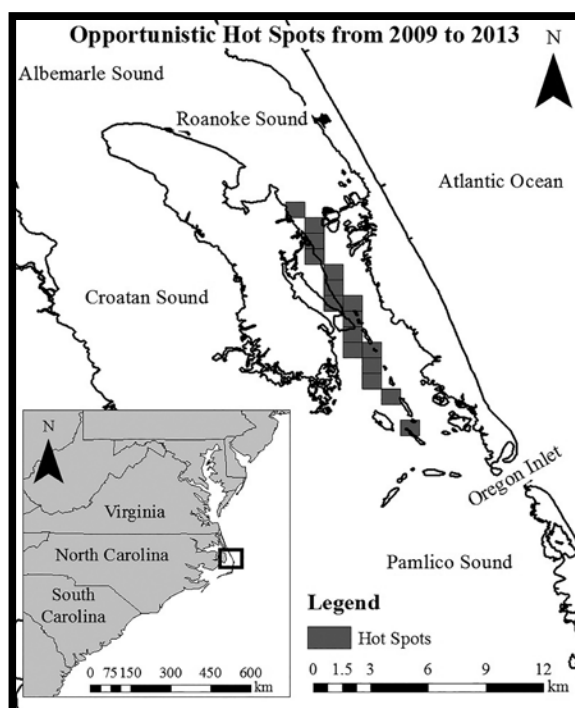 Opportunistic Hot Spots from 2009 to 2013
N
Albemarle Sound
Roanoke Sound
Atlantic Ocean
Croatan Sound
Oregon Inlet
Pamlico Sound
N
Virginia
North Carolina
South
Carolina
0 75 150 300 450 600
km
Legend
Hot Spots
0 1.5 3 6 9 12
km